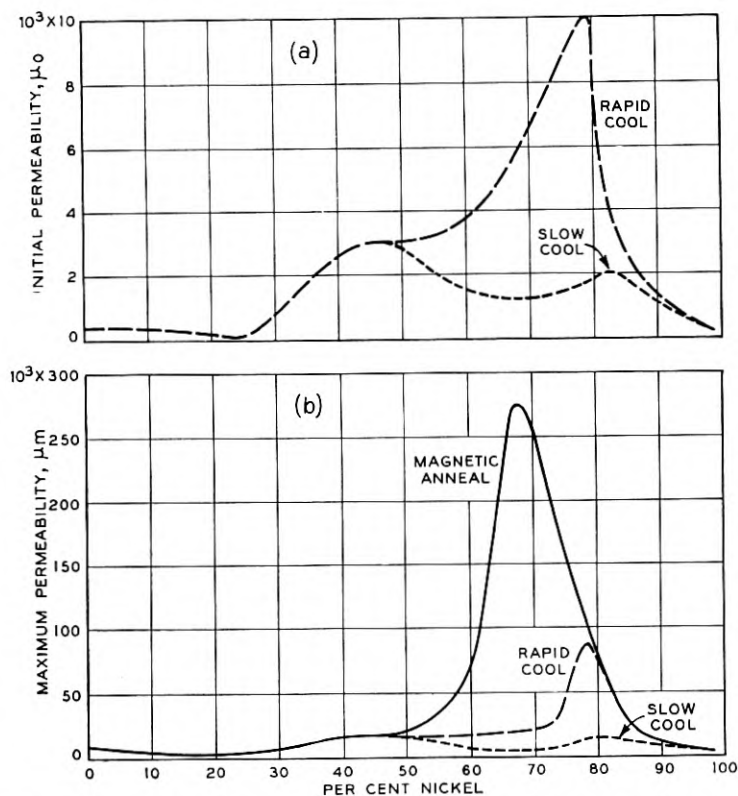 10³ × 10
(a)
8
6
4
2
0
INITIAL PERMEABILITY, μo
RAPID
COOL
SLOW
COOL
10³ × 300
(b)
250
200
150
100
50
0
MAXIMUM PERMEABILITY, μm
MAGNETIC
ANNEAL
RAPID
COOL
SLOW
COOL
0 10 20 30 40 50 60 70 80 90 100
PER CENT NICKEL